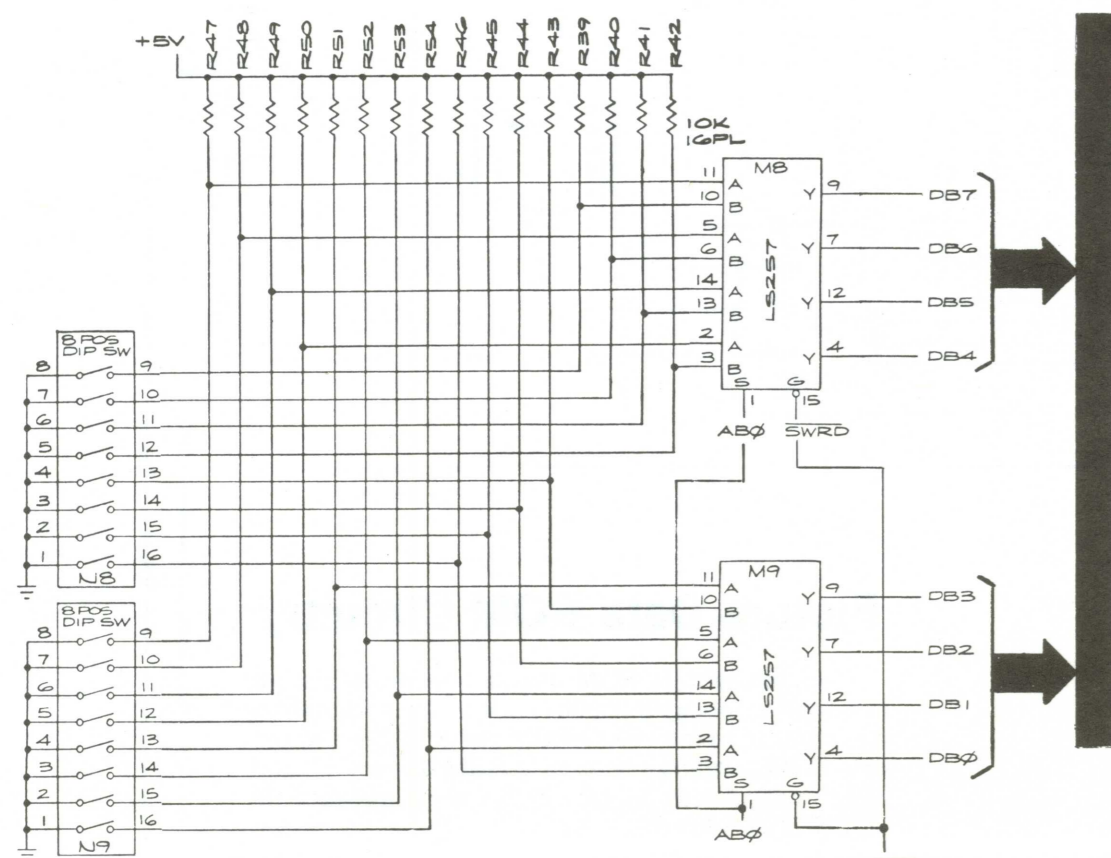 +5V
R47 R48 R49 R50 R51 R52 R53 R54 R46 R45 R44 R43 R39 R40 R41 R42
10K
16PL
M8
LS257
11 A
10 B
5 A
6 B
14 A
13 B
2 A
3 B
Y 9 DB7
Y 7 DB6
Y 12 DB5
Y 4 DB4
S G
1 15
ABØ SWRD
8 POS
DIP SW
8 9
7 10
6 11
5 12
4 13
3 14
2 15
1 16
N8
M9
LS257
11 A
10 B
5 A
6 B
14 A
13 B
2 A
3 B
Y 9 DB3
Y 7 DB2
Y 12 DB1
Y 4 DBØ
S G
1 15
ABØ
8 POS
DIP SW
8 9
7 10
6 11
5 12
4 13
3 14
2 15
1 16
N9